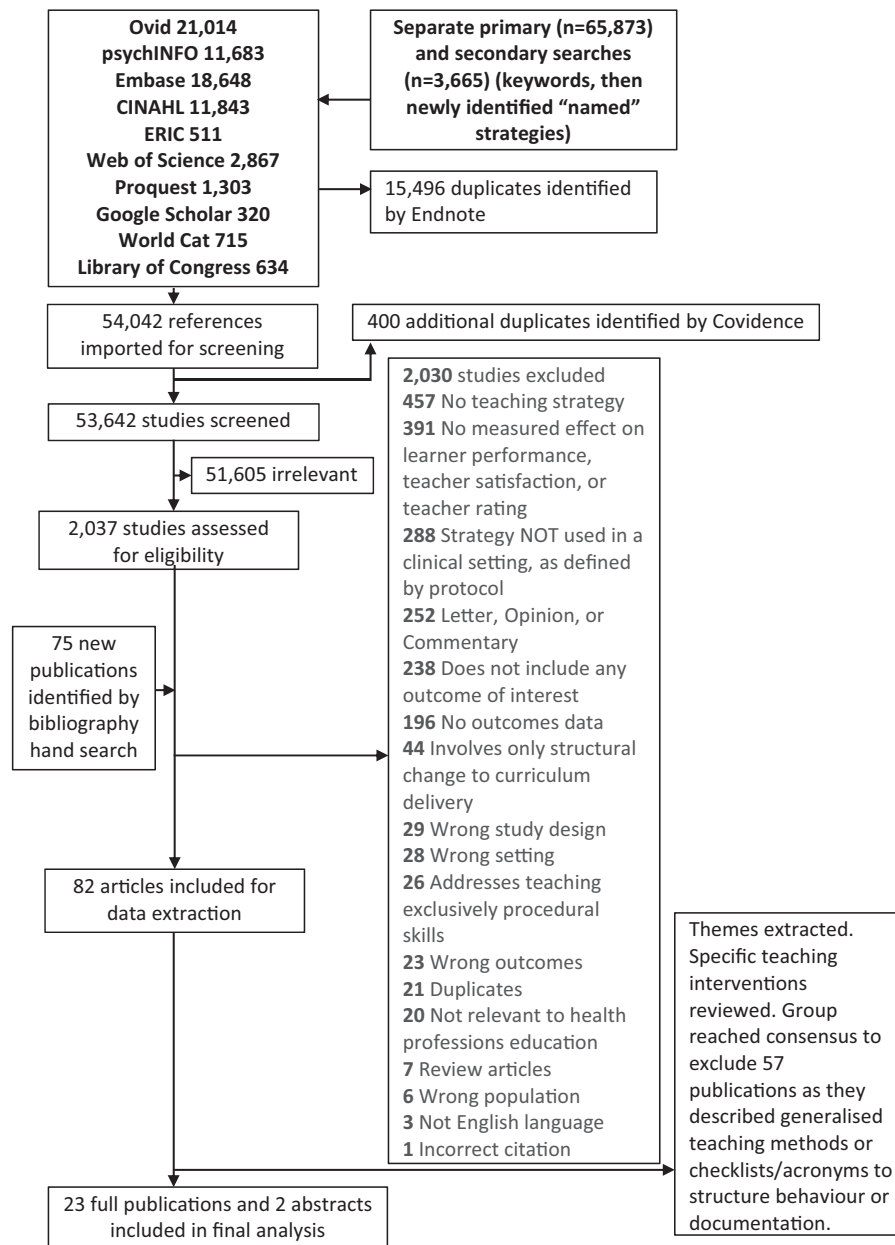 Ovid 21,014
psychINFO 11,683
Embase 18,648
CINAHL 11,843
ERIC 511
Web of Science 2,867
Proquest 1,303
Google Scholar 320
World Cat 715
Library of Congress 634
Separate primary (n=65,873)
and secondary searches
(n=3,665) (keywords, then
newly identified “named”
strategies)
15,496 duplicates identified
by Endnote
54,042 references
imported for screening
400 additional duplicates identified by Covidence
53,642 studies screened
51,605 irrelevant
2,037 studies assessed
for eligibility
75 new
publications
identified by
bibliography
hand search
2,030 studies excluded
457 No teaching strategy
391 No measured effect on
learner performance,
teacher satisfaction, or
teacher rating
288 Strategy NOT used in a
clinical setting, as defined
by protocol
252 Letter, Opinion, or
Commentary
238 Does not include any
outcome of interest
196 No outcomes data
44 Involves only structural
change to curriculum
delivery
29 Wrong study design
28 Wrong setting
26 Addresses teaching
exclusively procedural
skills
23 Wrong outcomes
21 Duplicates
20 Not relevant to health
professions education
7 Review articles
6 Wrong population
3 Not English language
1 Incorrect citation
82 articles included for
data extraction
Themes extracted.
Specific teaching
interventions
reviewed. Group
reached consensus to
exclude 57
publications as they
described generalised
teaching methods or
checklists/acronyms to
structure behaviour or
documentation.
23 full publications and 2 abstracts
included in final analysis